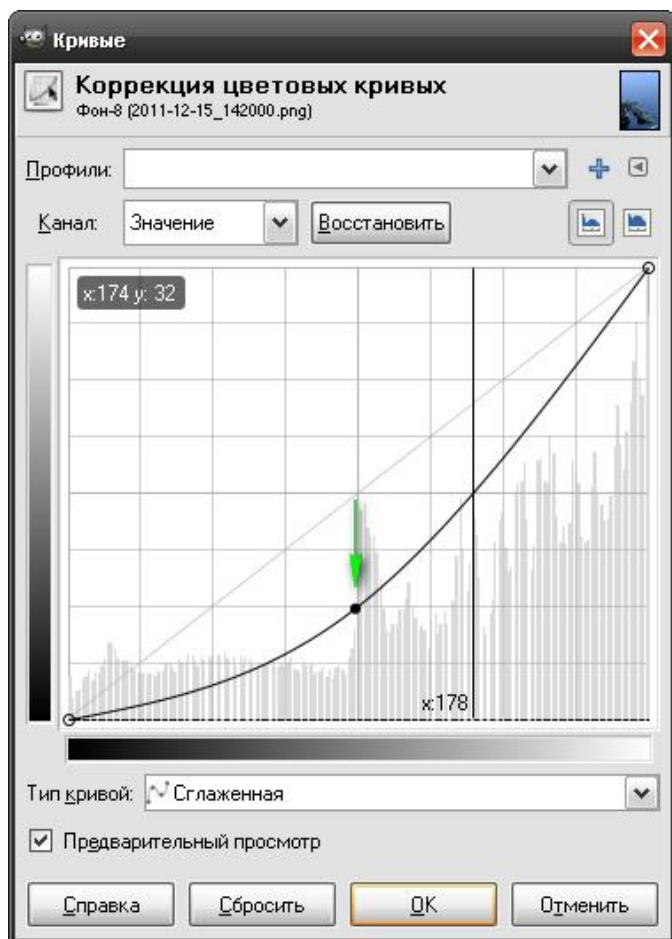 Кривые
Коррекция цветовых кривых
Фон-8 (2011-12-15_142000.png)
Профили:
Канал: Значение Восстановить
x:174 y: 32
x:178
Тип кривой: Сглаженная
Предварительный просмотр
Справка Сбросить OK Отменить